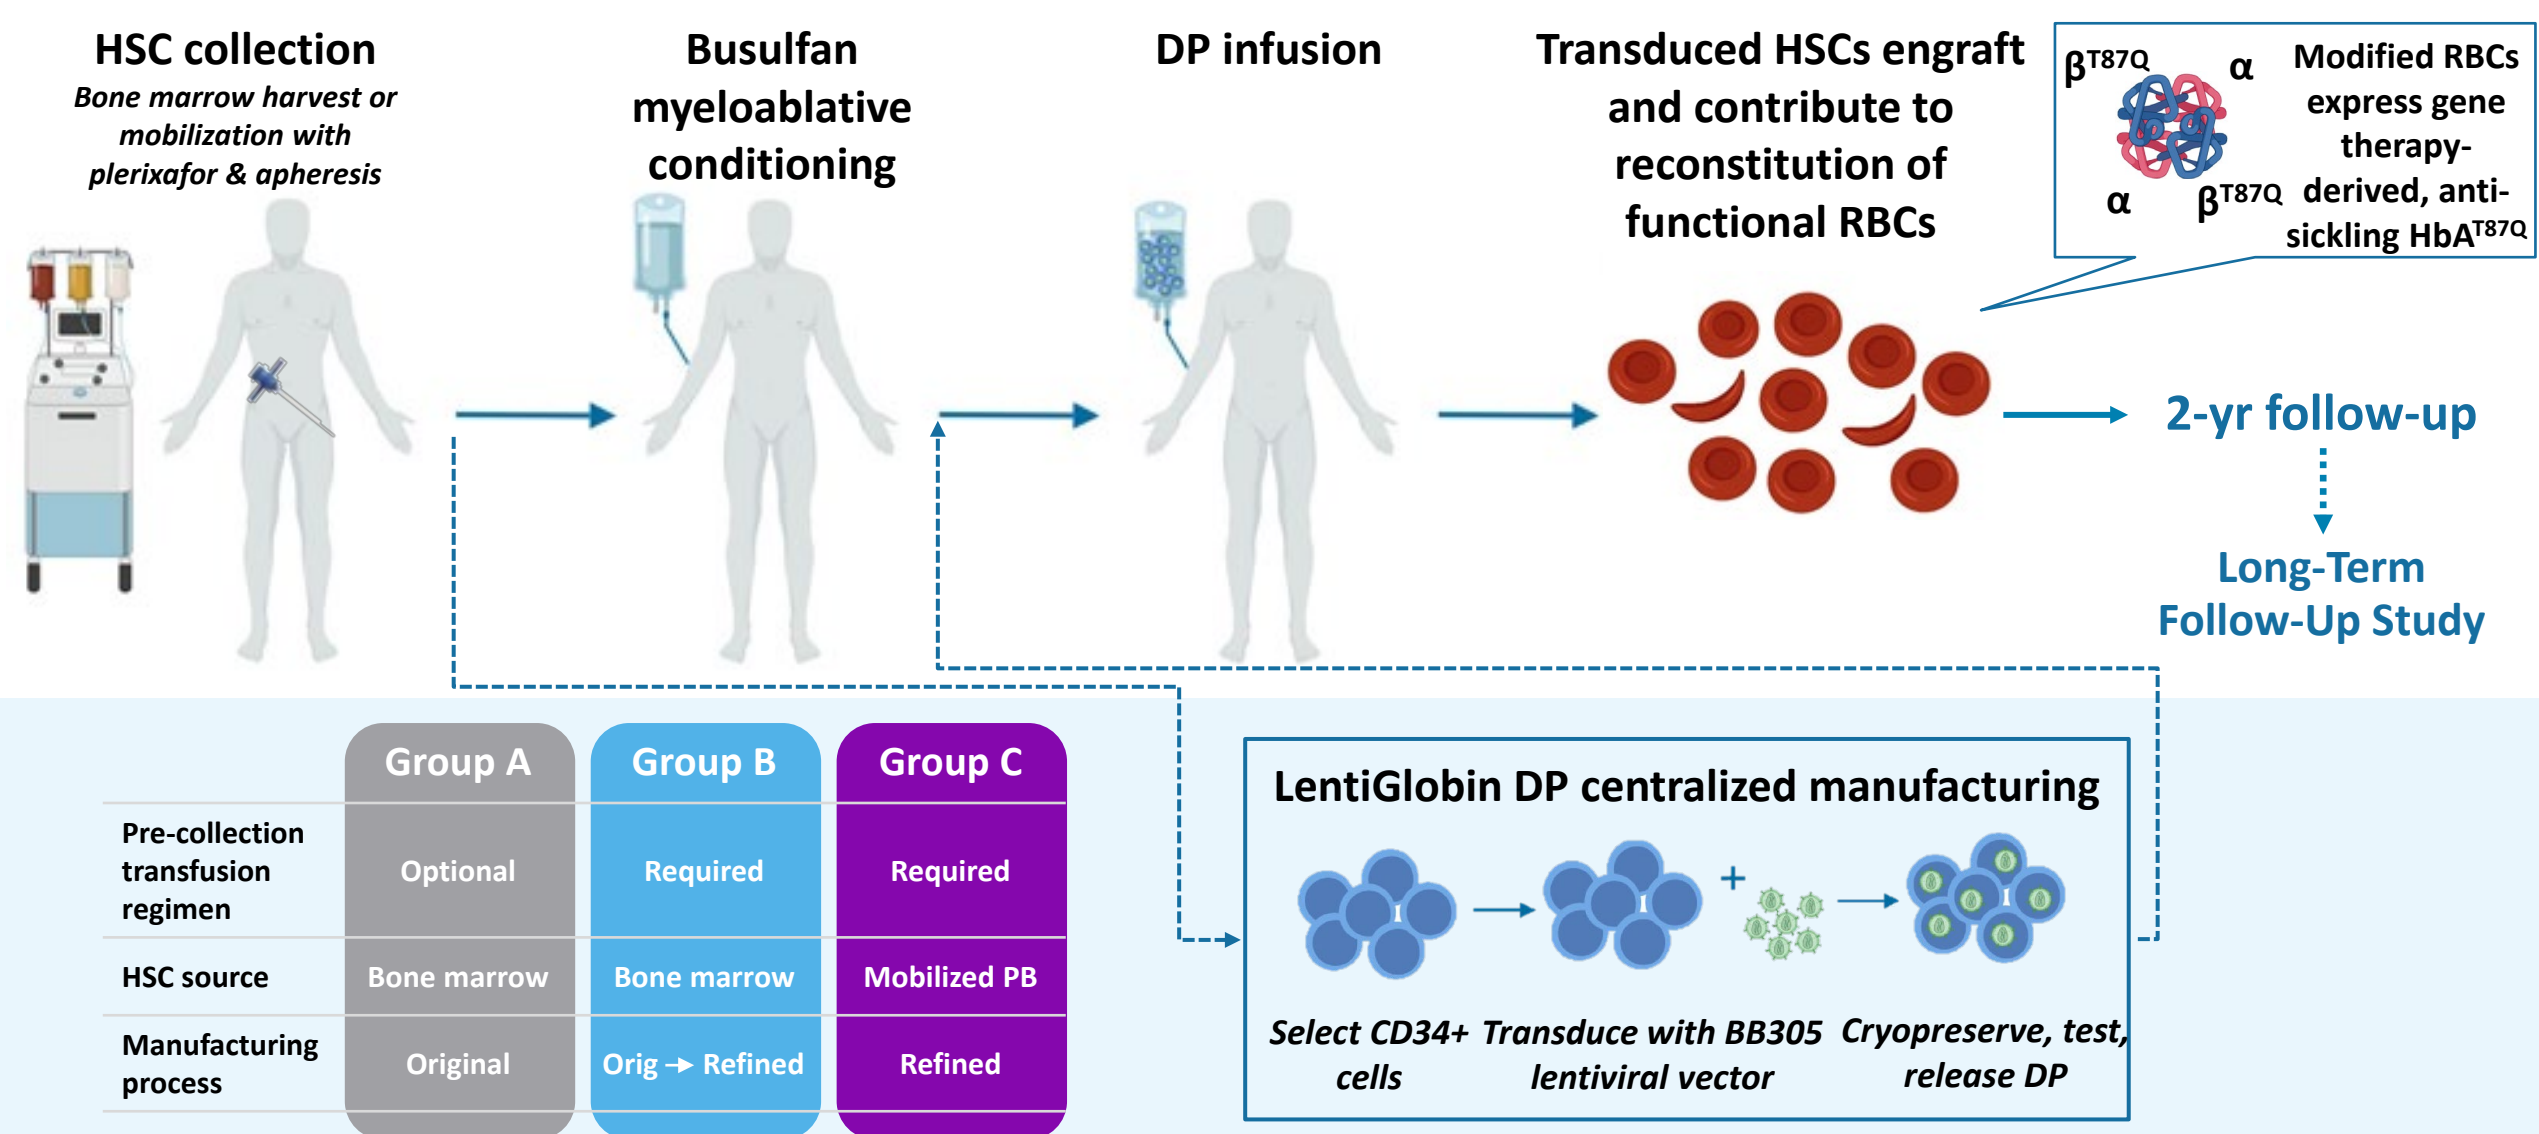 HSC collection
Bone marrow harvest or
mobilization with
plerixafor & apheresis
Busulfan
myeloablative
conditioning
DP infusion
Transduced HSCs engraft
and contribute to
reconstitution of
functional RBCs
β^T87Q α
α β^T87Q
Modified RBCs
express gene
therapy-
derived, anti-
sickling HbA^T87Q
2-yr follow-up
Long-Term
Follow-Up Study
Group A Group B Group C
Pre-collection
transfusion
regimen
Optional Required Required
HSC source Bone marrow Bone marrow Mobilized PB
Manufacturing
process
Original Orig → Refined Refined
LentiGlobin DP centralized manufacturing
+
Select CD34+
cells
Transduce with BB305
lentiviral vector
Cryopreserve, test,
release DP